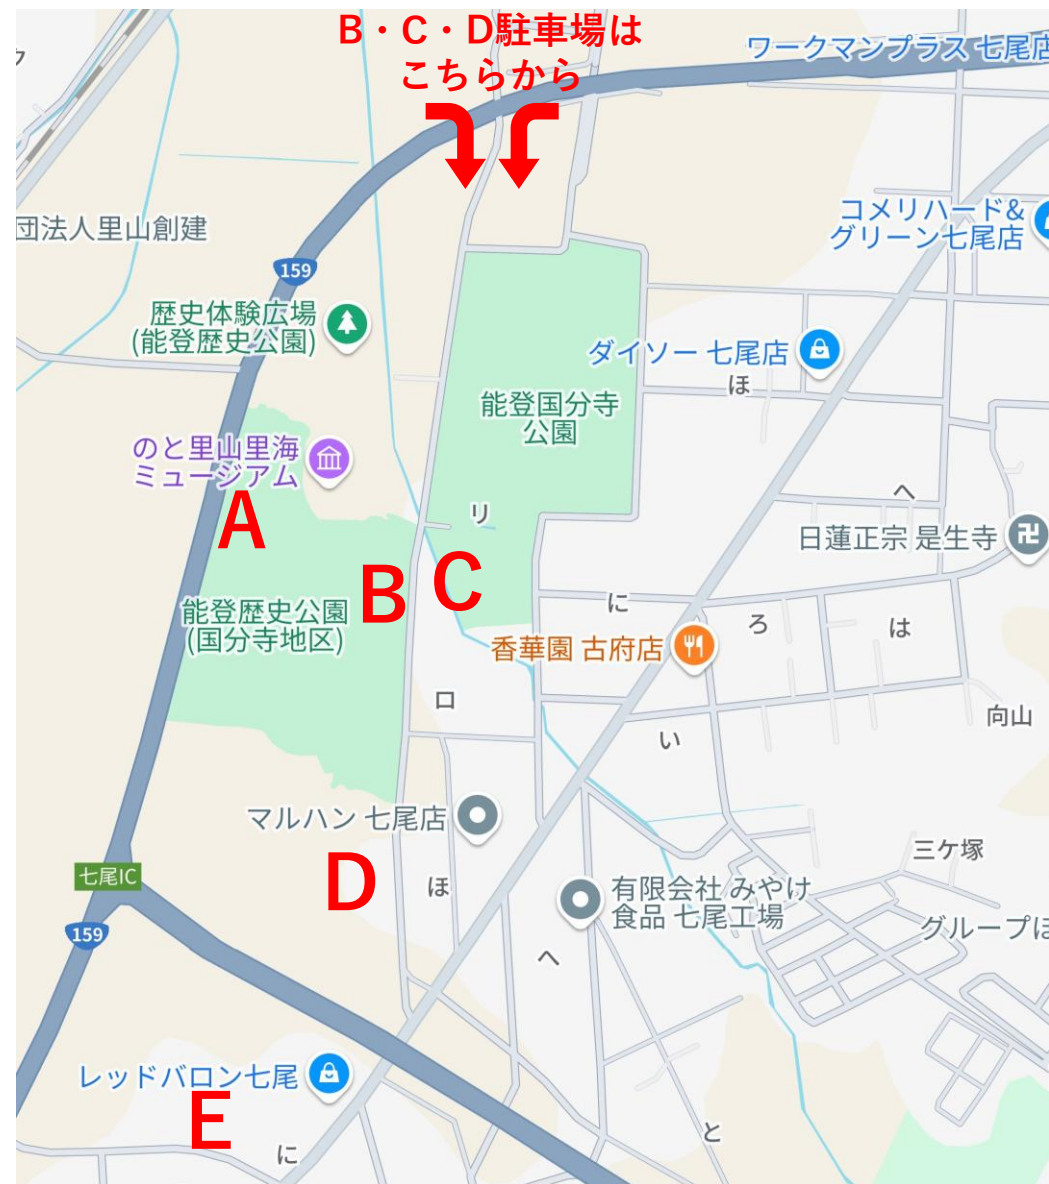 B・C・D駐車場は
こちらから
ワークマンプラス 七尾店
ク
コメリハード&
グリーン七尾店
団法人里山創建
159
歴史体験広場
(能登歴史公園)
ダイソー 七尾店
ほ
能登国分寺
公園
のと里山里海
ミュージアム
A
リ
へ
日蓮正宗 是生寺
B
C
能登歴史公園
(国分寺地区)
に
ろ
は
香華園 古府店
ロ
向山
い
マルハン 七尾店
三ケ塚
七尾IC
D
ほ
有限会社 みやけ
食品 七尾工場
159
グループほ
へ
レッドバロン七尾
E
と
に